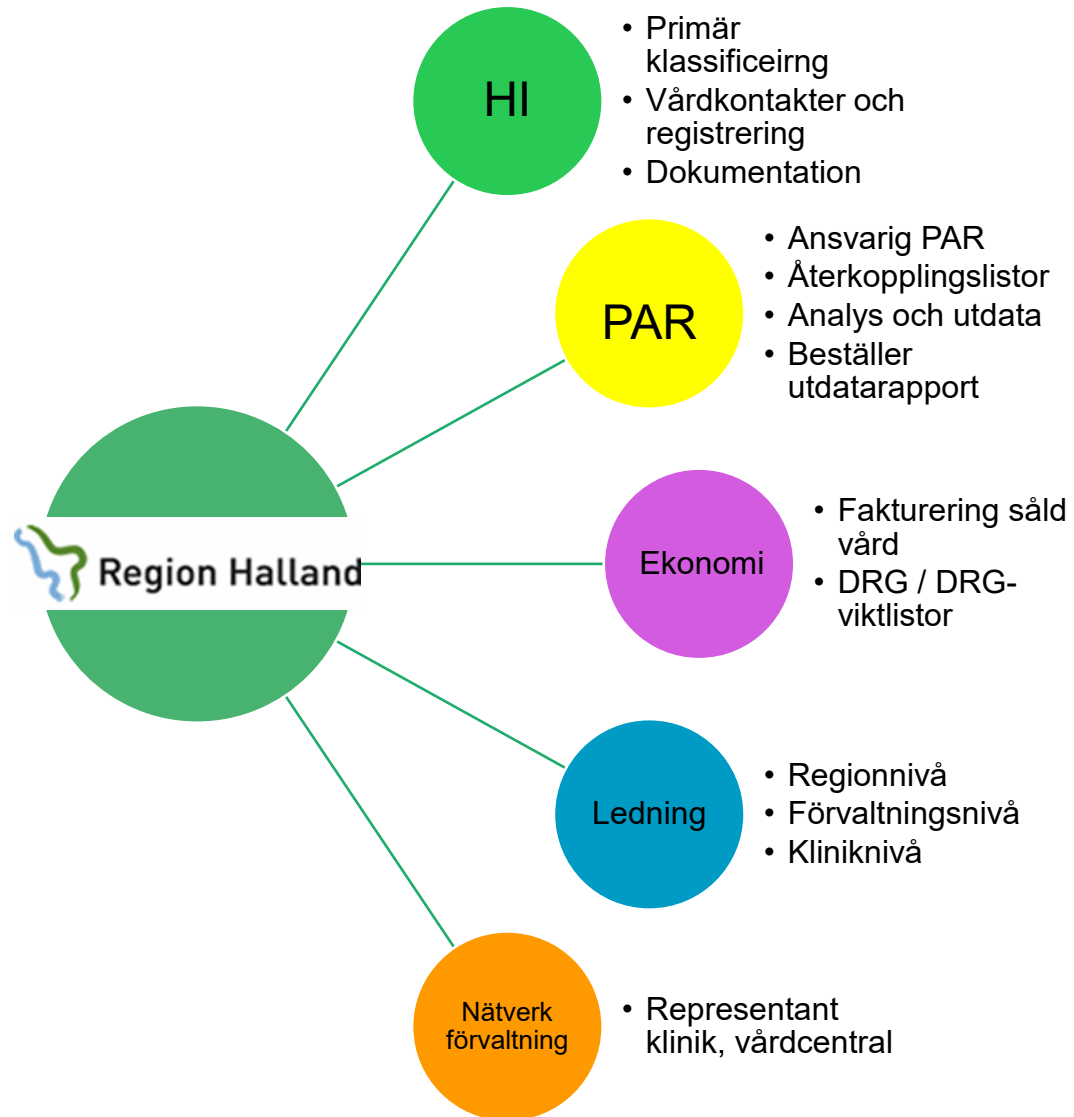 HI
• Primär
klassificeirng
• Vårdkontakter och
registrering
• Dokumentation
PAR
• Ansvarig PAR
• Återkopplingslistor
• Analys och utdata
• Beställer
utdatarapport
Region Halland
Ekonomi
• Fakturering såld
vård
• DRG / DRG-
viktlistor
Ledning
• Regionnivå
• Förvaltningsnivå
• Kliniknivå
Nätverk
förvaltning
• Representant
klinik, vårdcentral